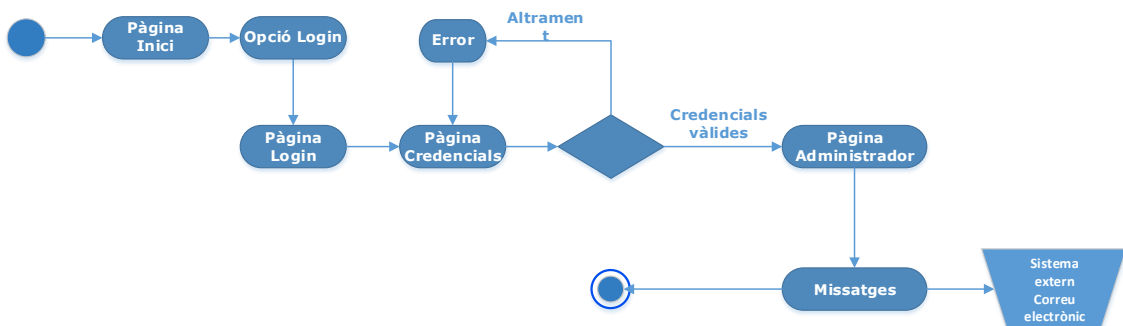 Pàgina
Inici
Opció Login
Error
Altramen
t
Pàgina
Login
Pàgina
Credencials
Credencials
vàlides
Pàgina
Administrador
Missatges
Sistema
extern
Correu
electrònic